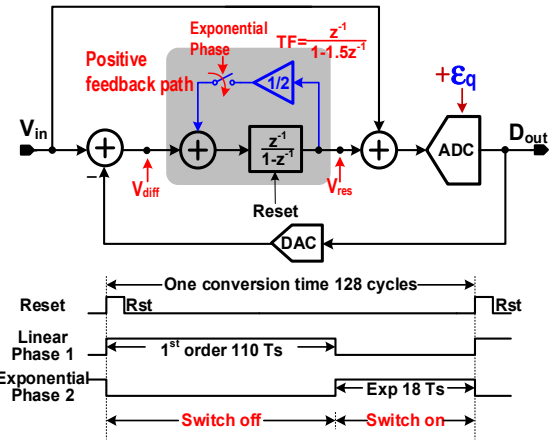 Exponential
Phase
TF= z⁻¹ / 1-1.5z⁻¹
Positive
feedback path
1/2
+εq
Vin
Dout
+
+
z⁻¹ / 1-z⁻¹
+
ADC
−
Vdiff
Vres
Reset
DAC
One conversion time 128 cycles
Reset
Rst
Rst
Linear
Phase 1
1st order 110 Ts
Exponential
Phase 2
Exp 18 Ts
Switch off
Switch on